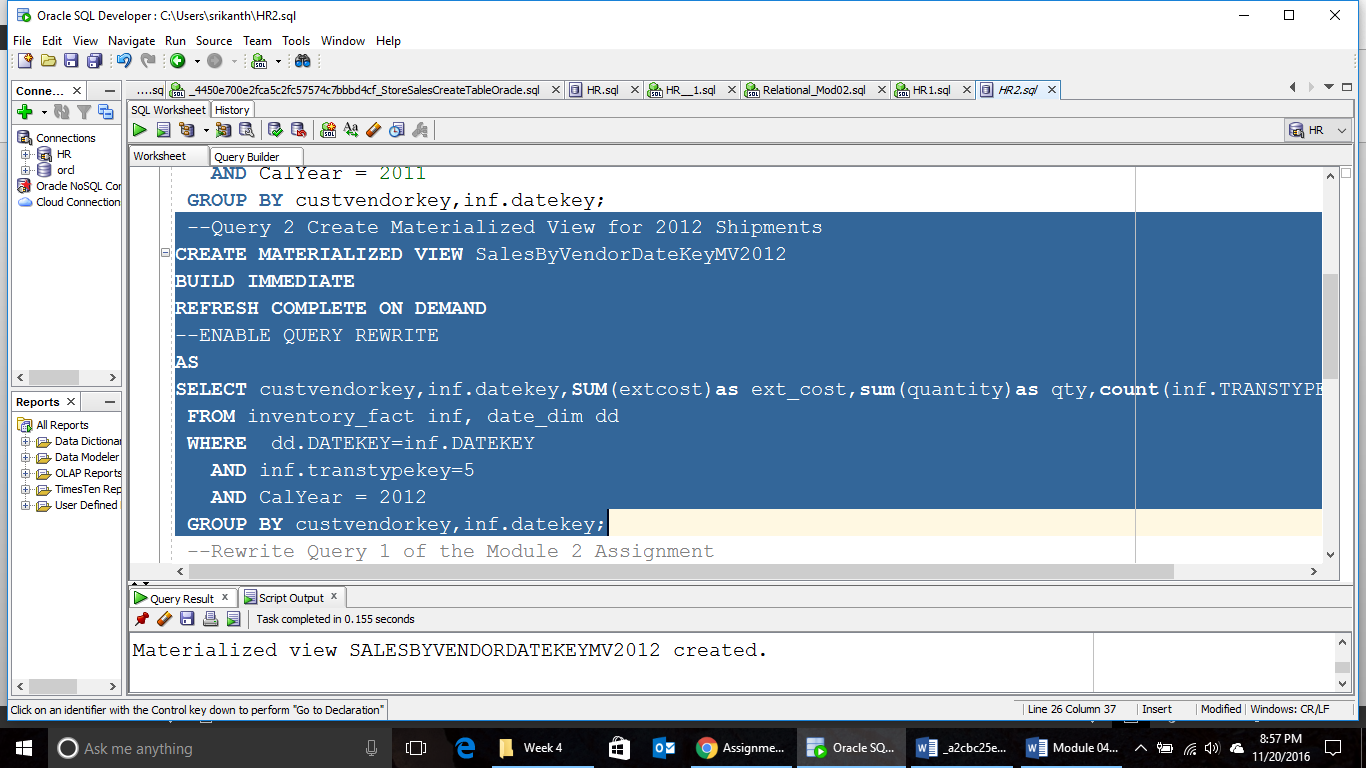 Oracle SQL Developer : C:\Users\srikanth\HR2.sql
File Edit View Navigate Run Source Team Tools Window Help
Conne... X
....sq _4450e700e2fca5c2fc57574c7bbbd4cf_StoreSalesCreateTableOracle.sql HR.sql HR__1.sql Relational_Mod02.sql HR1.sql HR2.sql
SQL Worksheet History
HR
Worksheet Query Builder
Connections
HR
orcl
Oracle NoSQL Con
Cloud Connection
AND CalYear = 2011
GROUP BY custvendorkey,inf.datekey;
--Query 2 Create Materialized View for 2012 Shipments
CREATE MATERIALIZED VIEW SalesByVendorDateKeyMV2012
BUILD IMMEDIATE
REFRESH COMPLETE ON DEMAND
--ENABLE QUERY REWRITE
AS
SELECT custvendorkey,inf.datekey,SUM(extcost)as ext_cost,sum(quantity)as qty,count(inf.TRANSTYPE
FROM inventory_fact inf, date_dim dd
WHERE dd.DATEKEY=inf.DATEKEY
AND inf.transtypekey=5
AND CalYear = 2012
GROUP BY custvendorkey,inf.datekey;
--Rewrite Query 1 of the Module 2 Assignment
Reports X
All Reports
Data Dictionar
Data Modeler
OLAP Reports
TimesTen Rep
User Defined
Query Result x Script Output x
Task completed in 0.155 seconds
Materialized view SALESBYVENDORDATEKEYMV2012 created.
Click on an identifier with the Control key down to perform "Go to Declaration"
Line 26 Column 37 Insert Modified Windows: CR/LF
Ask me anything
Week 4
Assignme...
Oracle SQ...
_a2cbc25e...
Module 04...
8:57 PM
11/20/2016